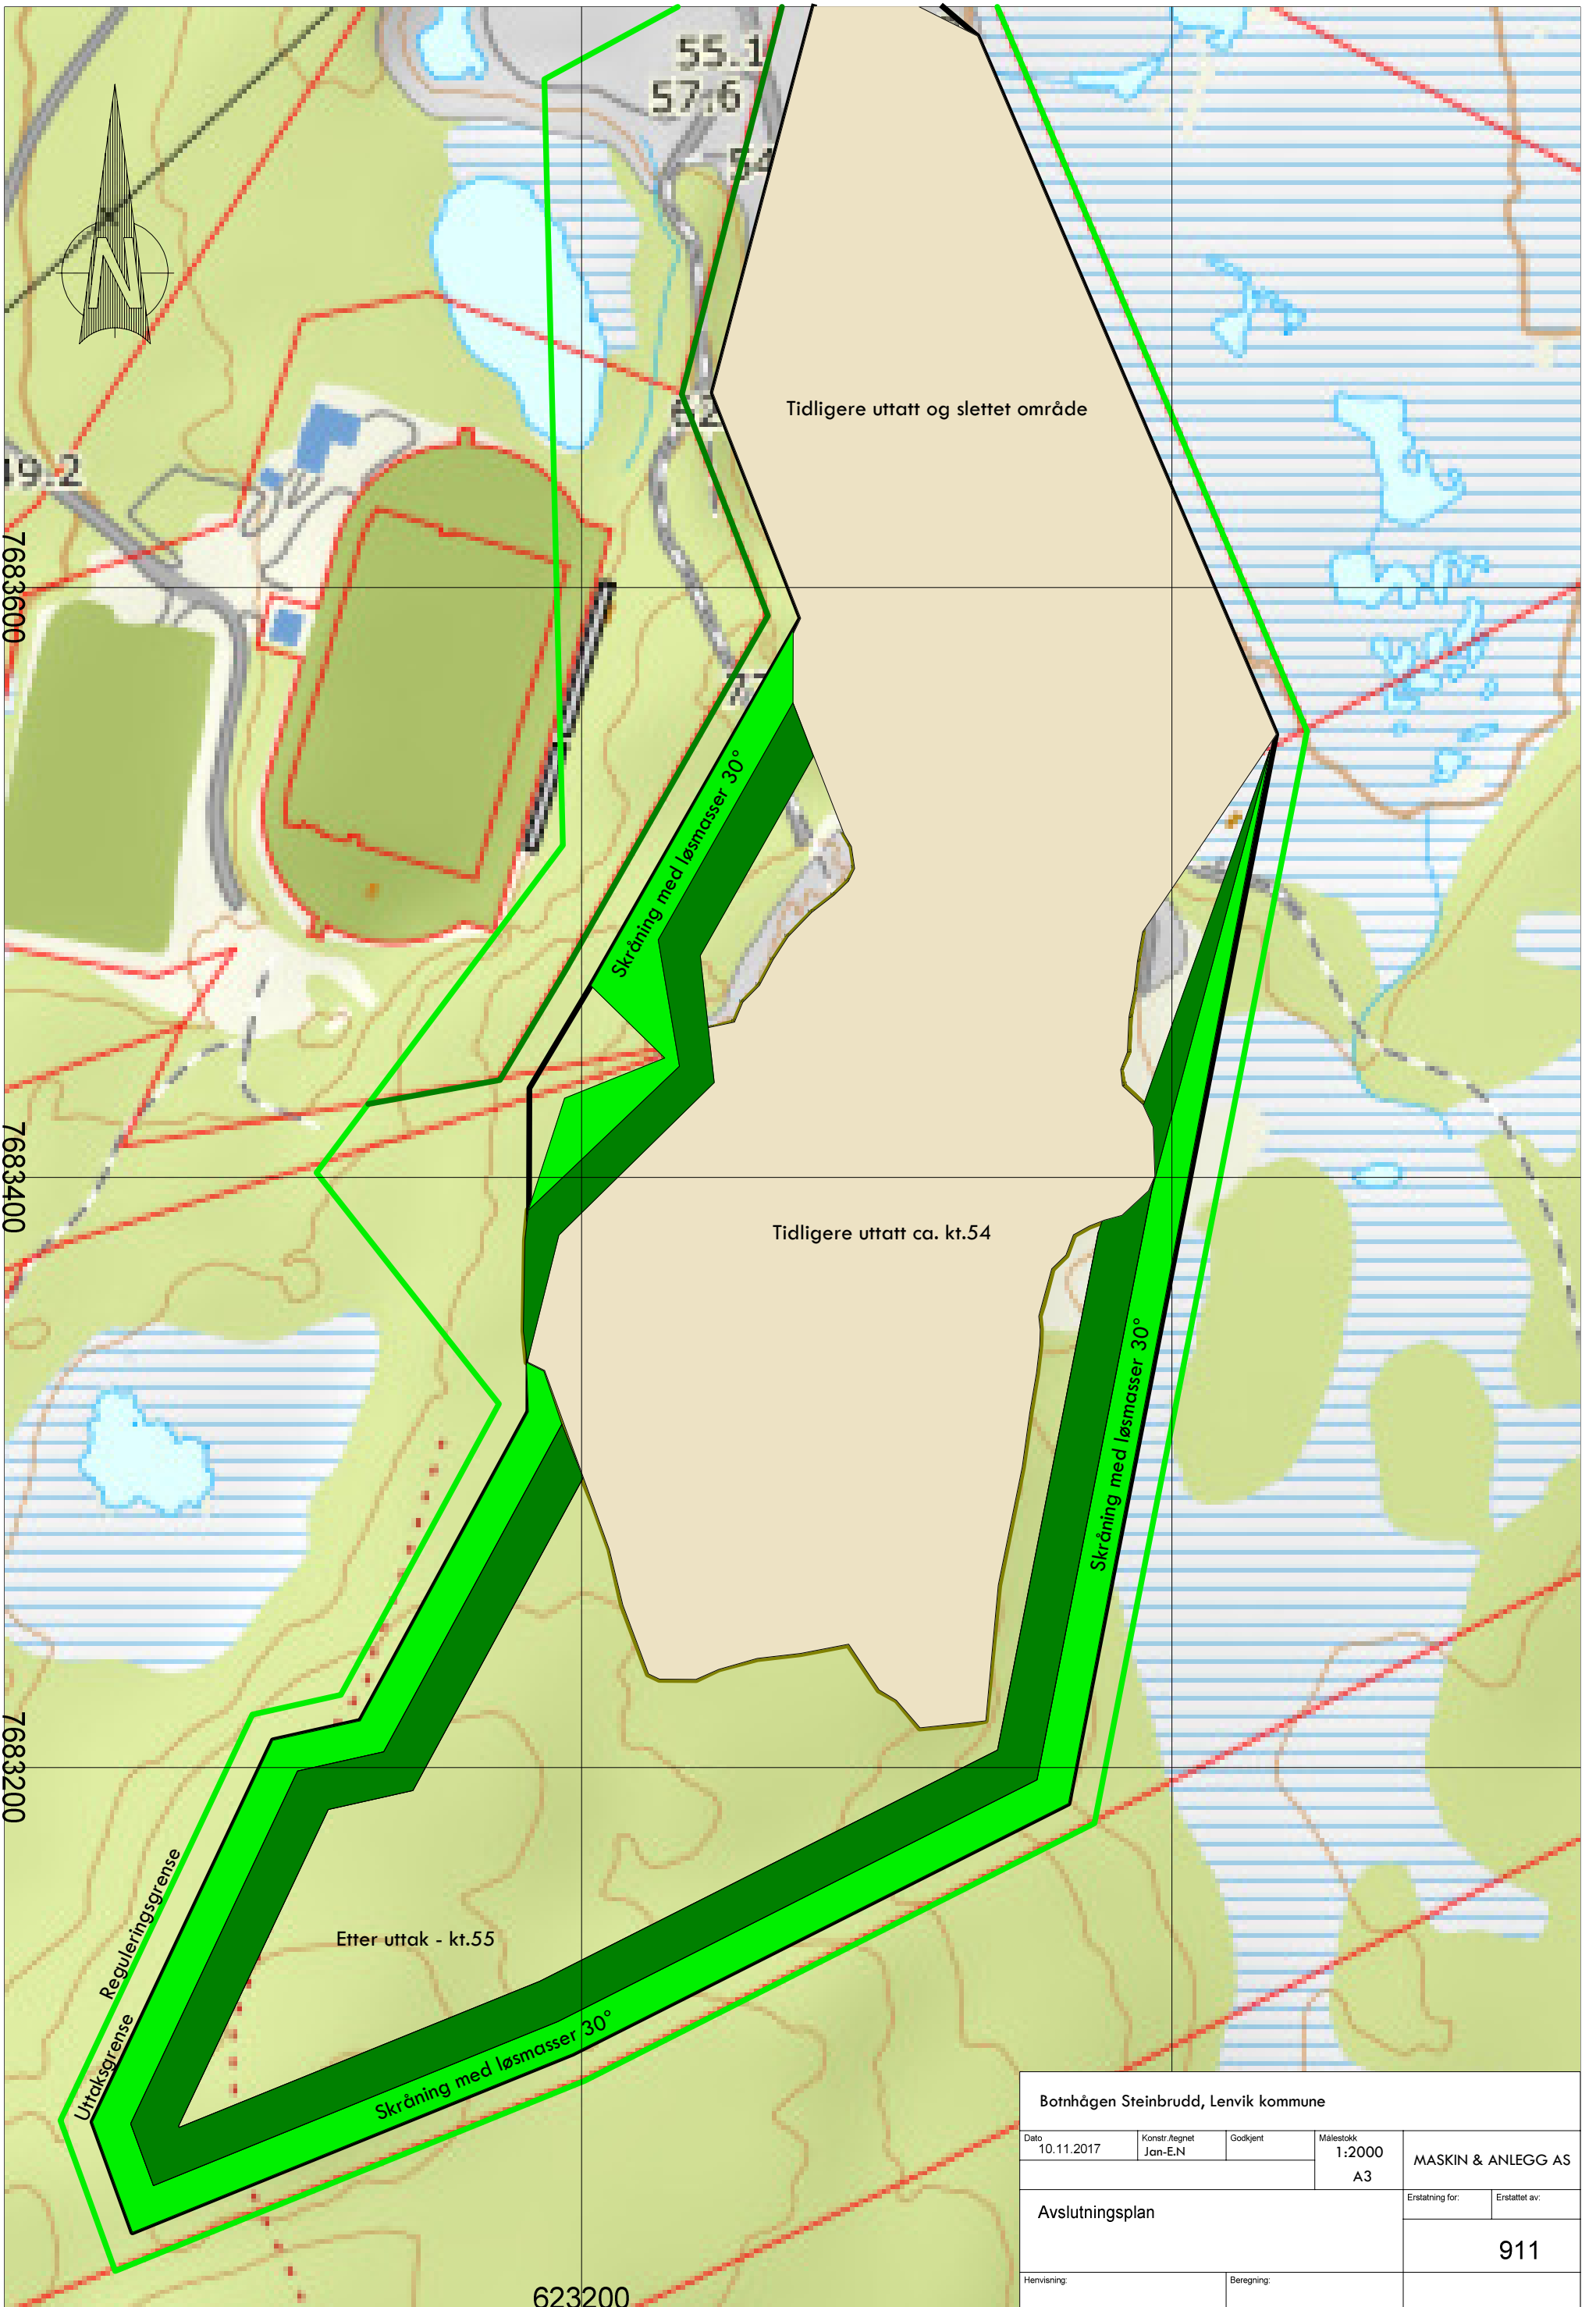 55.1
57.6
54
N
Tidligere uttatt og slettet område
62
49.2
7683600
77
Skråning med løsmasser 30°
7683400
Tidligere uttatt ca. kt.54
Skråning med løsmasser 30°
7683200
Reguleringsgrense
Uttaksgrense
Etter uttak - kt.55
Skråning med løsmasser 30°
623200
Botnhågen Steinbrudd, Lenvik kommune
Dato
10.11.2017
Konstr./tegnet
Jan-E.N
Godkjent
Målestokk
1:2000
A3
MASKIN & ANLEGG AS
Avslutningsplan
Erstatning for:
Erstattet av:
911
Henvisning:
Beregning: